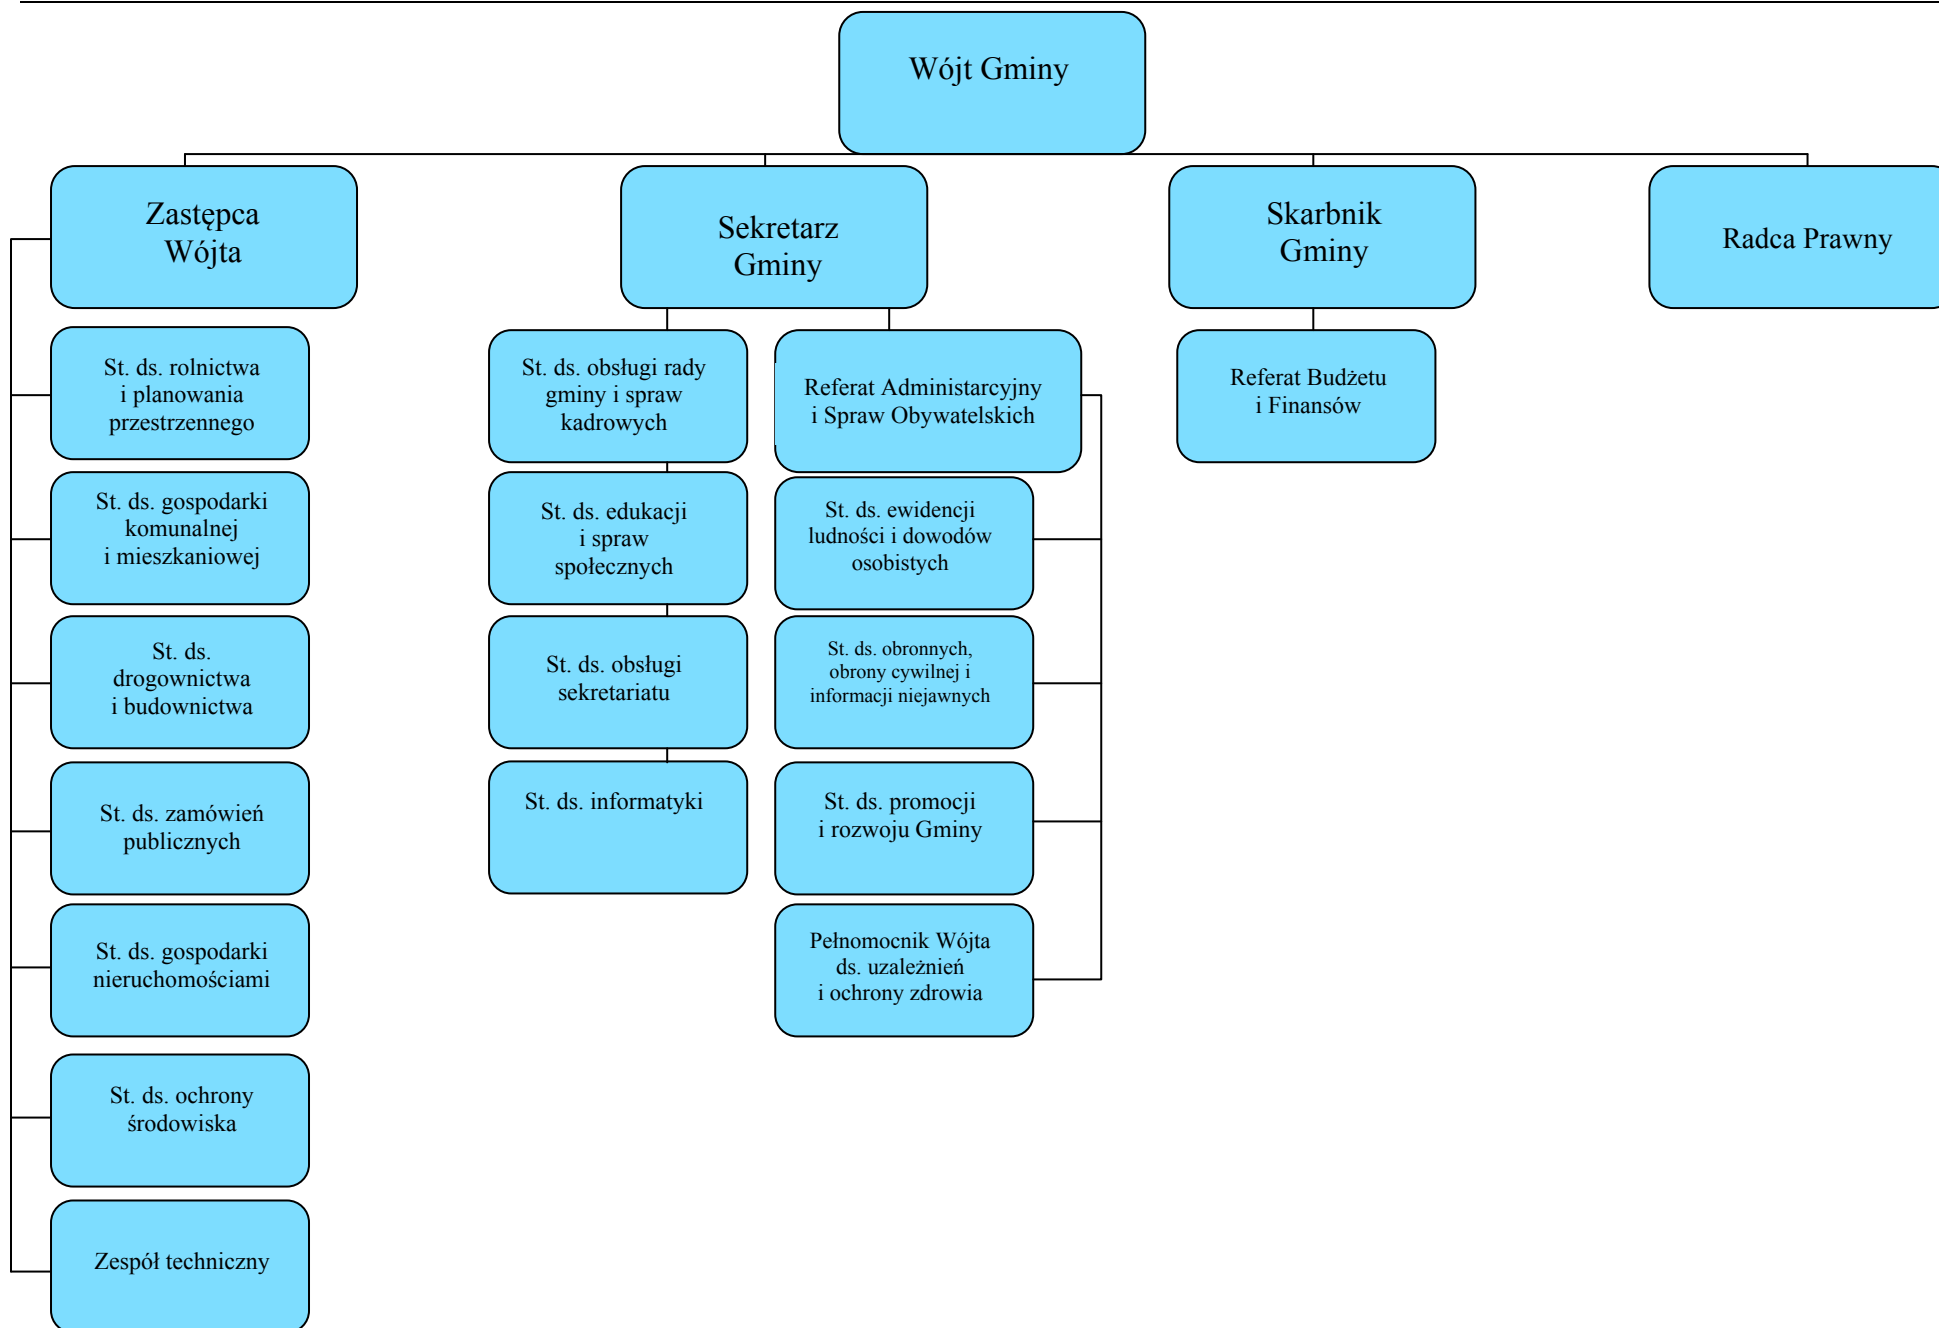 Wójt Gminy
Zastępca
Wójta
Sekretarz
Gminy
Skarbnik
Gminy
Radca Prawny
St. ds. rolnictwa
i planowania
przestrzennego
St. ds. gospodarki
komunalnej
i mieszkaniowej
St. ds.
drogownictwa
i budownictwa
St. ds. zamówień
publicznych
St. ds. gospodarki
nieruchomościami
St. ds. ochrony
środowiska
Zespół techniczny
St. ds. obsługi rady
gminy i spraw
kadrowych
St. ds. edukacji
i spraw
społecznych
St. ds. obsługi
sekretariatu
St. ds. informatyki
Referat Administarcyjny
i Spraw Obywatelskich
St. ds. ewidencji
ludności i dowodów
osobistych
St. ds. obronnych,
obrony cywilnej i
informacji niejawnych
St. ds. promocji
i rozwoju Gminy
Pełnomocnik Wójta
ds. uzależnień
i ochrony zdrowia
Referat Budżetu
i Finansów